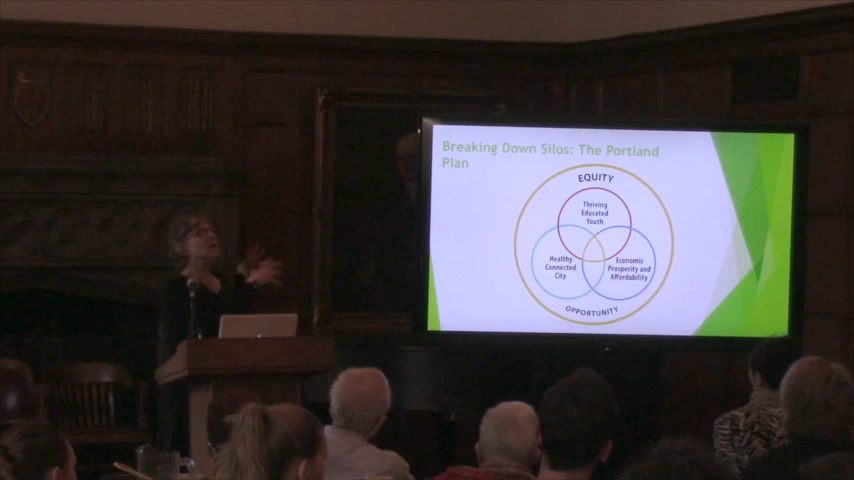 Breaking Down Silos: The Portland
Plan
EQUITY
Thriving
Educated
Youth
Healthy
Connected
City
Economic
Prosperity and
Affordability
OPPORTUNITY